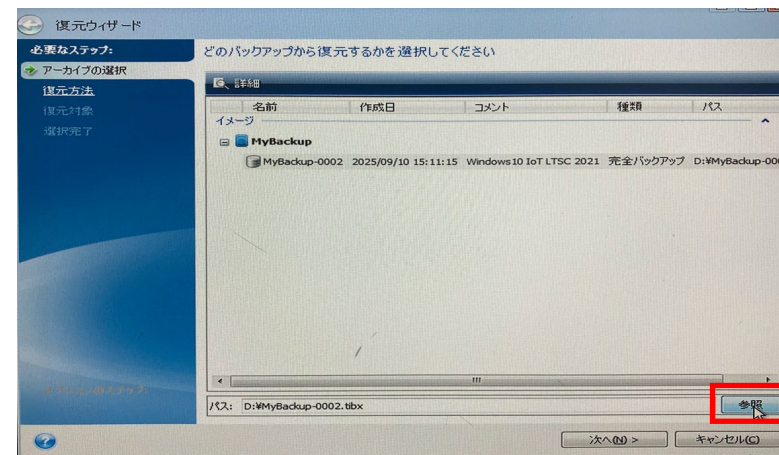 復元ウィザード
必要なステップ:
アーカイブの選択
復元方法
復元対象
選択完了
どのバックアップから復元するかを選択してください
詳細
名前 作成日 コメント 種類 パス
イメージ
MyBackup
MyBackup-0002 2025/09/10 15:11:15 Windows10 IoT LTSC 2021 完全バックアップ D:¥MyBackup-000
パス: D:¥MyBackup-0002.tibx 参照
次へ(N) > キャンセル(C)